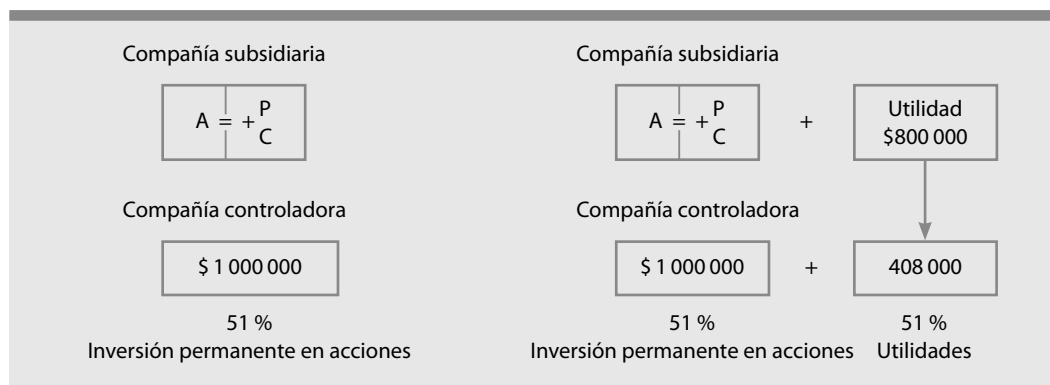 Compañía subsidiaria
A = + P
C
Compañía controladora
$ 1 000 000
51 %
Inversión permanente en acciones
Compañía subsidiaria
A = + P
C
+
Utilidad
$800 000
Compañía controladora
$ 1 000 000
+
408 000
51 %
Inversión permanente en acciones
51 %
Utilidades